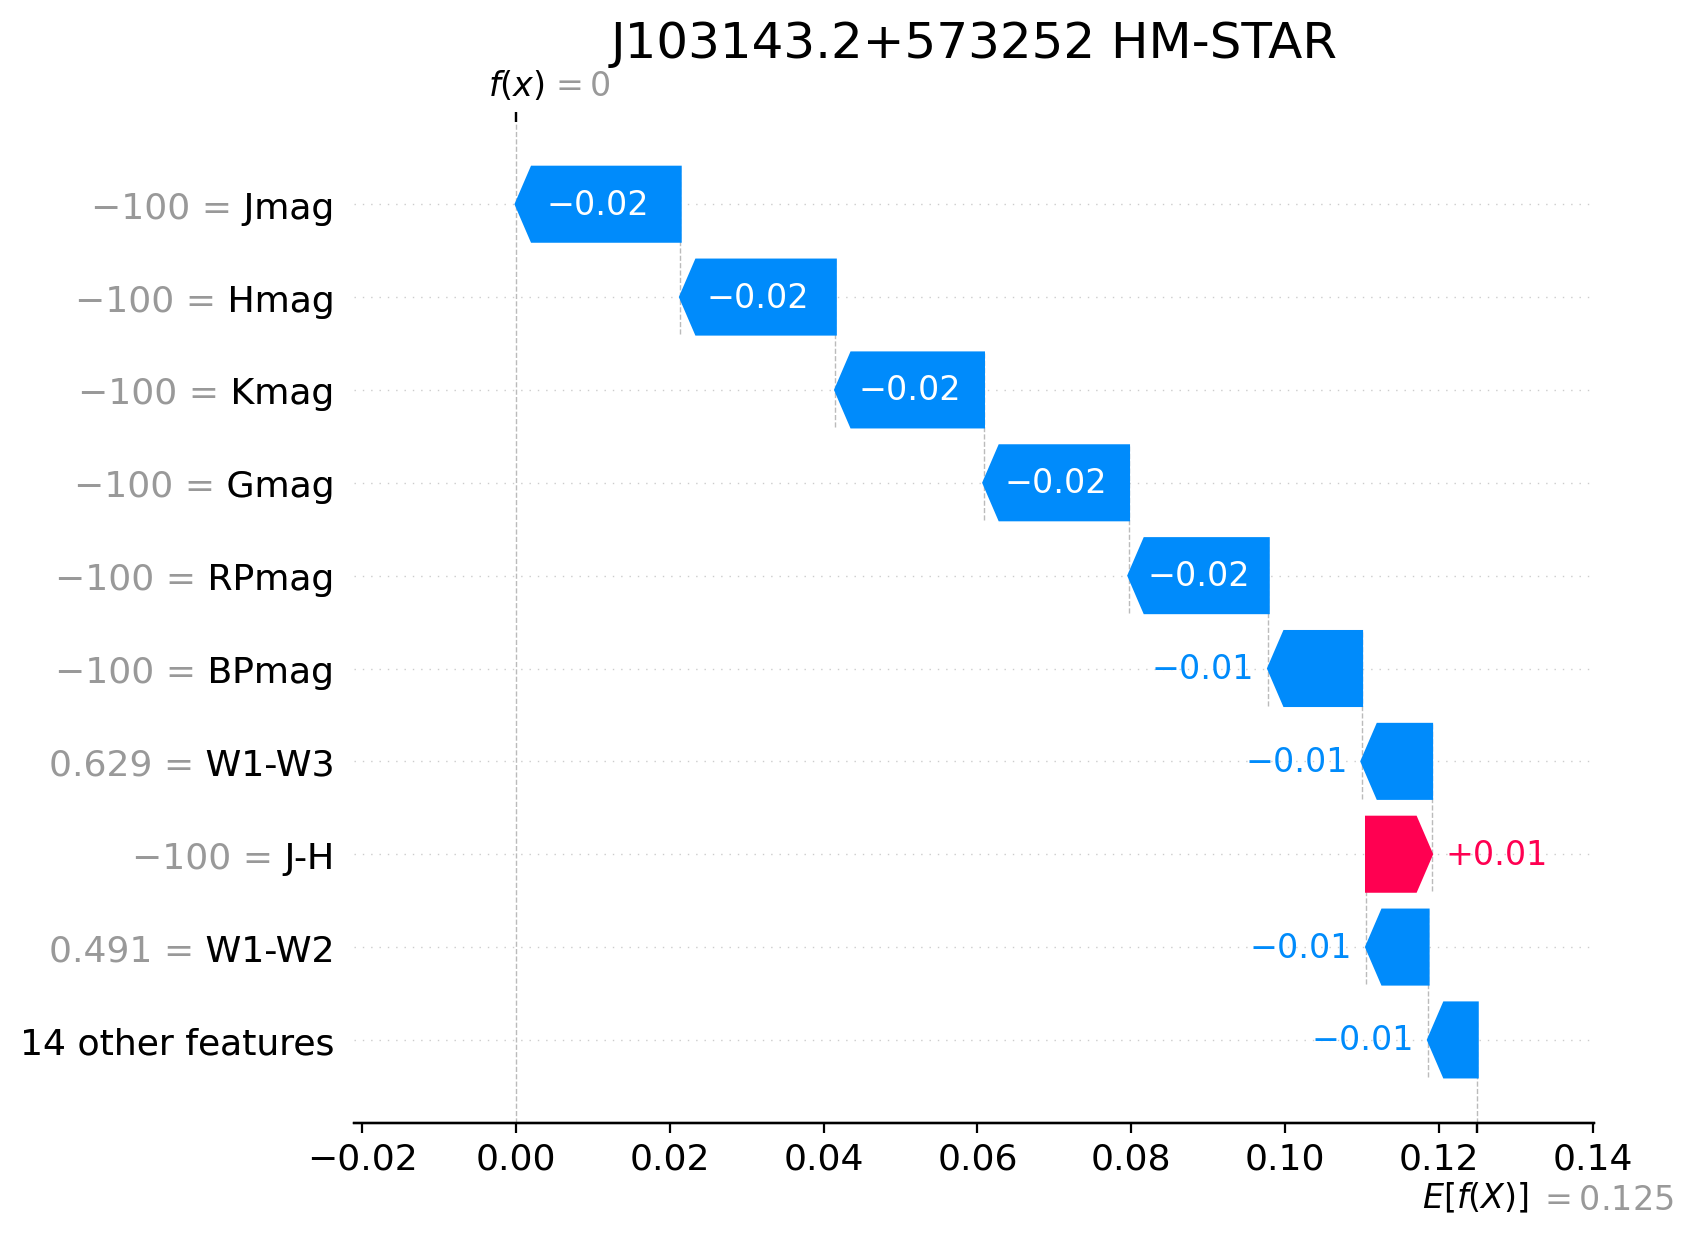 J103143.2+573252 HM-STAR
f(x) = 0
−100 = Jmag
−0.02
−100 = Hmag
−0.02
−100 = Kmag
−0.02
−100 = Gmag
−0.02
−100 = RPmag
−0.02
−100 = BPmag
−0.01
0.629 = W1-W3
−0.01
−100 = J-H
+0.01
0.491 = W1-W2
−0.01
14 other features
−0.01
−0.02 0.00 0.02 0.04 0.06 0.08 0.10 0.12 0.14
E[f(X)] = 0.125